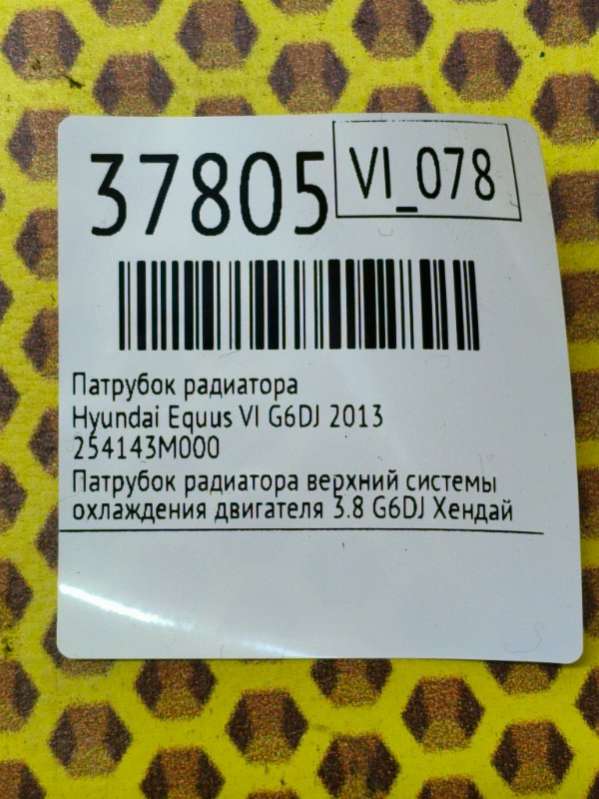 37805
VI_078
Патрубок радиатора
Hyundai Equus VI G6DJ 2013
254143M000
Патрубок радиатора верхний системы
охлаждения двигателя 3.8 G6DJ Хендай